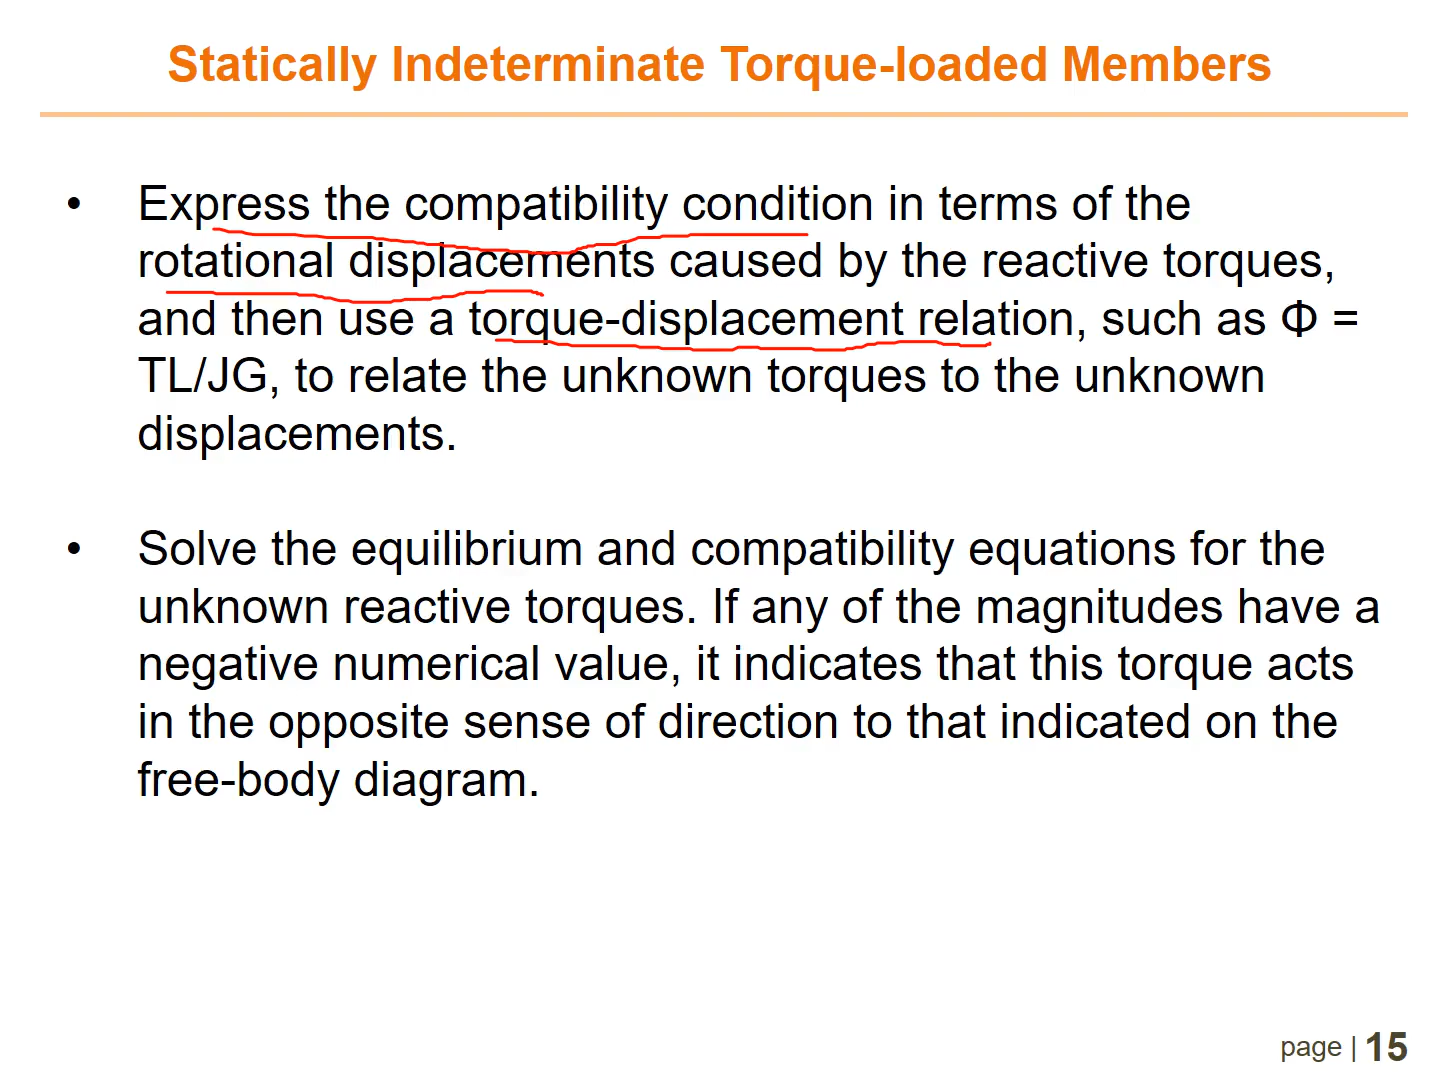 Statically Indeterminate Torque-loaded Members
• Express the compatibility condition in terms of the
rotational displacements caused by the reactive torques,
and then use a torque-displacement relation, such as Φ =
TL/JG, to relate the unknown torques to the unknown
displacements.
• Solve the equilibrium and compatibility equations for the
unknown reactive torques. If any of the magnitudes have a
negative numerical value, it indicates that this torque acts
in the opposite sense of direction to that indicated on the
free-body diagram.
page | 15